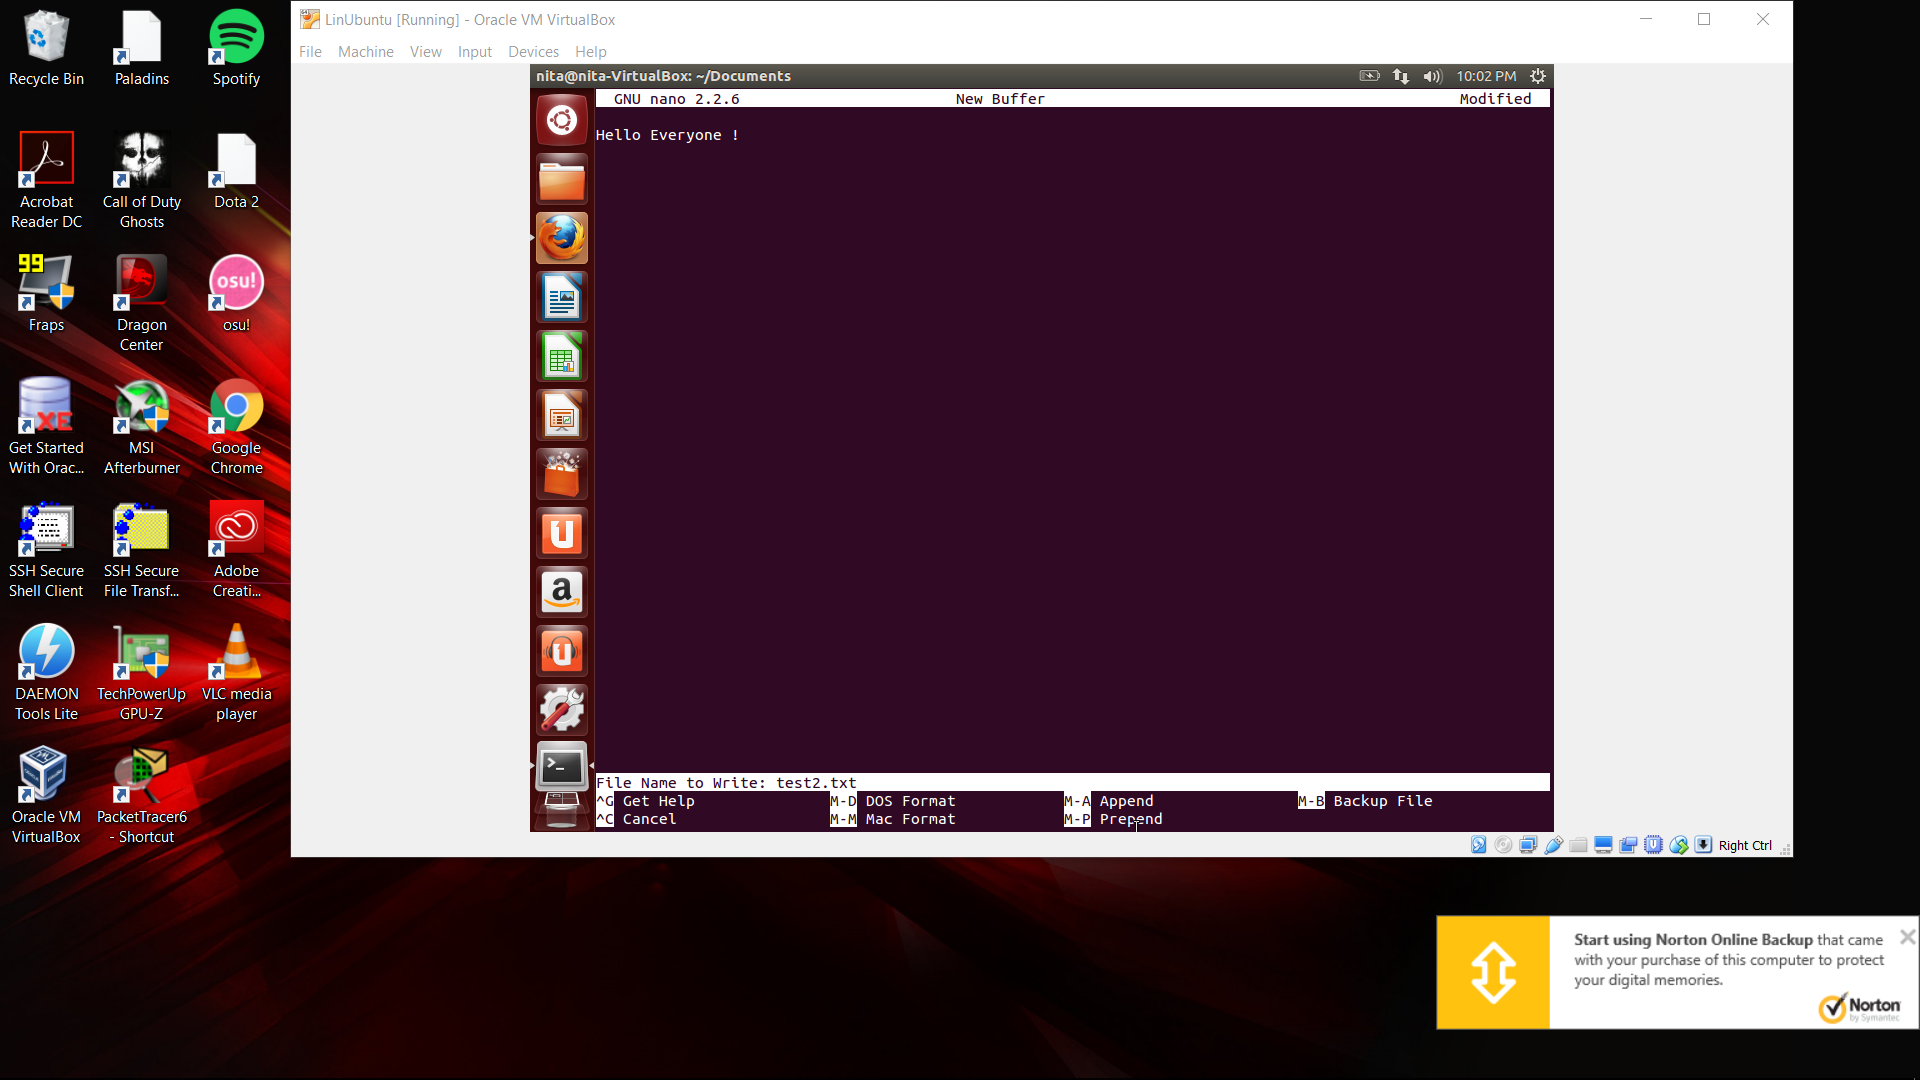 LinUbuntu [Running] - Oracle VM VirtualBox
File Machine View Input Devices Help
nita@nita-VirtualBox: ~/Documents 10:02 PM
GNU nano 2.2.6 New Buffer Modified
Hello Everyone !
File Name to Write: test2.txt
^G Get Help M-D DOS Format M-A Append M-B Backup File
^C Cancel M-M Mac Format M-P Prepend
Right Ctrl
Recycle Bin
Paladins
Spotify
Acrobat
Reader DC
Call of Duty
Ghosts
Dota 2
99
Fraps
Dragon
Center
osu!
osu!
XE
Get Started
With Orac...
MSI
Afterburner
Google
Chrome
SSH Secure
Shell Client
SSH Secure
File Transf...
Adobe
Creati...
DAEMON
Tools Lite
TechPowerUp
GPU-Z
VLC media
player
Oracle VM
VirtualBox
PacketTracer6
- Shortcut
Start using Norton Online Backup that came
with your purchase of this computer to protect
your digital memories.
Norton
by Symantec